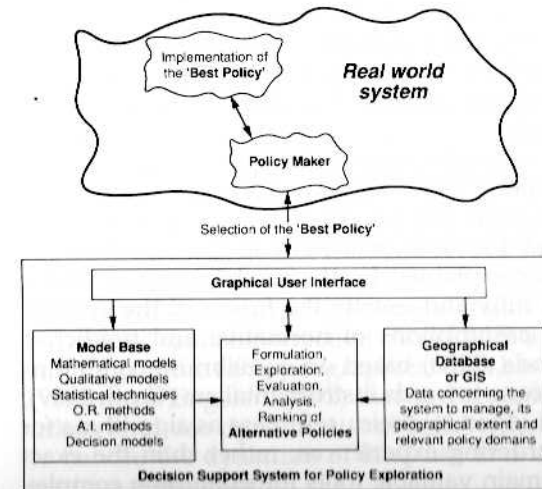 Implementation of
the 'Best Policy'
Real world
system
Policy Maker
Selection of the 'Best Policy'
Graphical User Interface
Model Base
Mathematical models
Qualitative models
Statistical techniques
O.R. methods
A.I. methods
Decision models
Formulation,
Exploration,
Evaluation,
Analysis,
Ranking of
Alternative Policies
Geographical
Database
or GIS
Data concerning the
system to manage, its
geographical extent and
relevant policy domains
Decision Support System for Policy Exploration